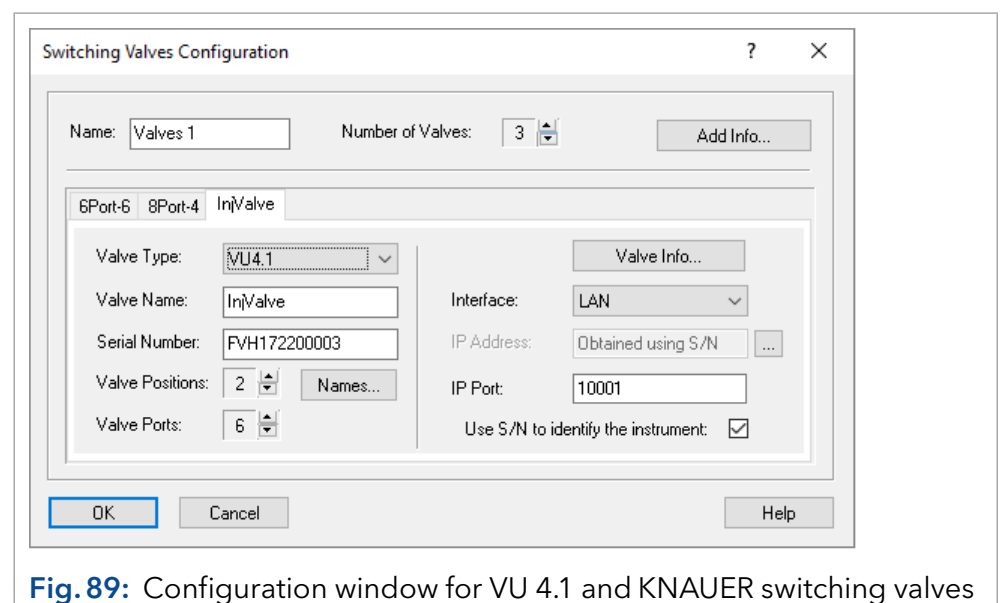 Switching Valves Configuration ? ×
Name: Valves 1 Number of Valves: 3 Add Info...
6Port-6 8Port-4 InjValve
Valve Type: VU4.1 Valve Info...
Valve Name: InjValve Interface: LAN
Serial Number: FVH172200003 IP Address: Obtained using S/N ...
Valve Positions: 2 Names... IP Port: 10001
Valve Ports: 6 Use S/N to identify the instrument:
OK Cancel Help
Fig. 89: Configuration window for VU 4.1 and KNAUER switching valves